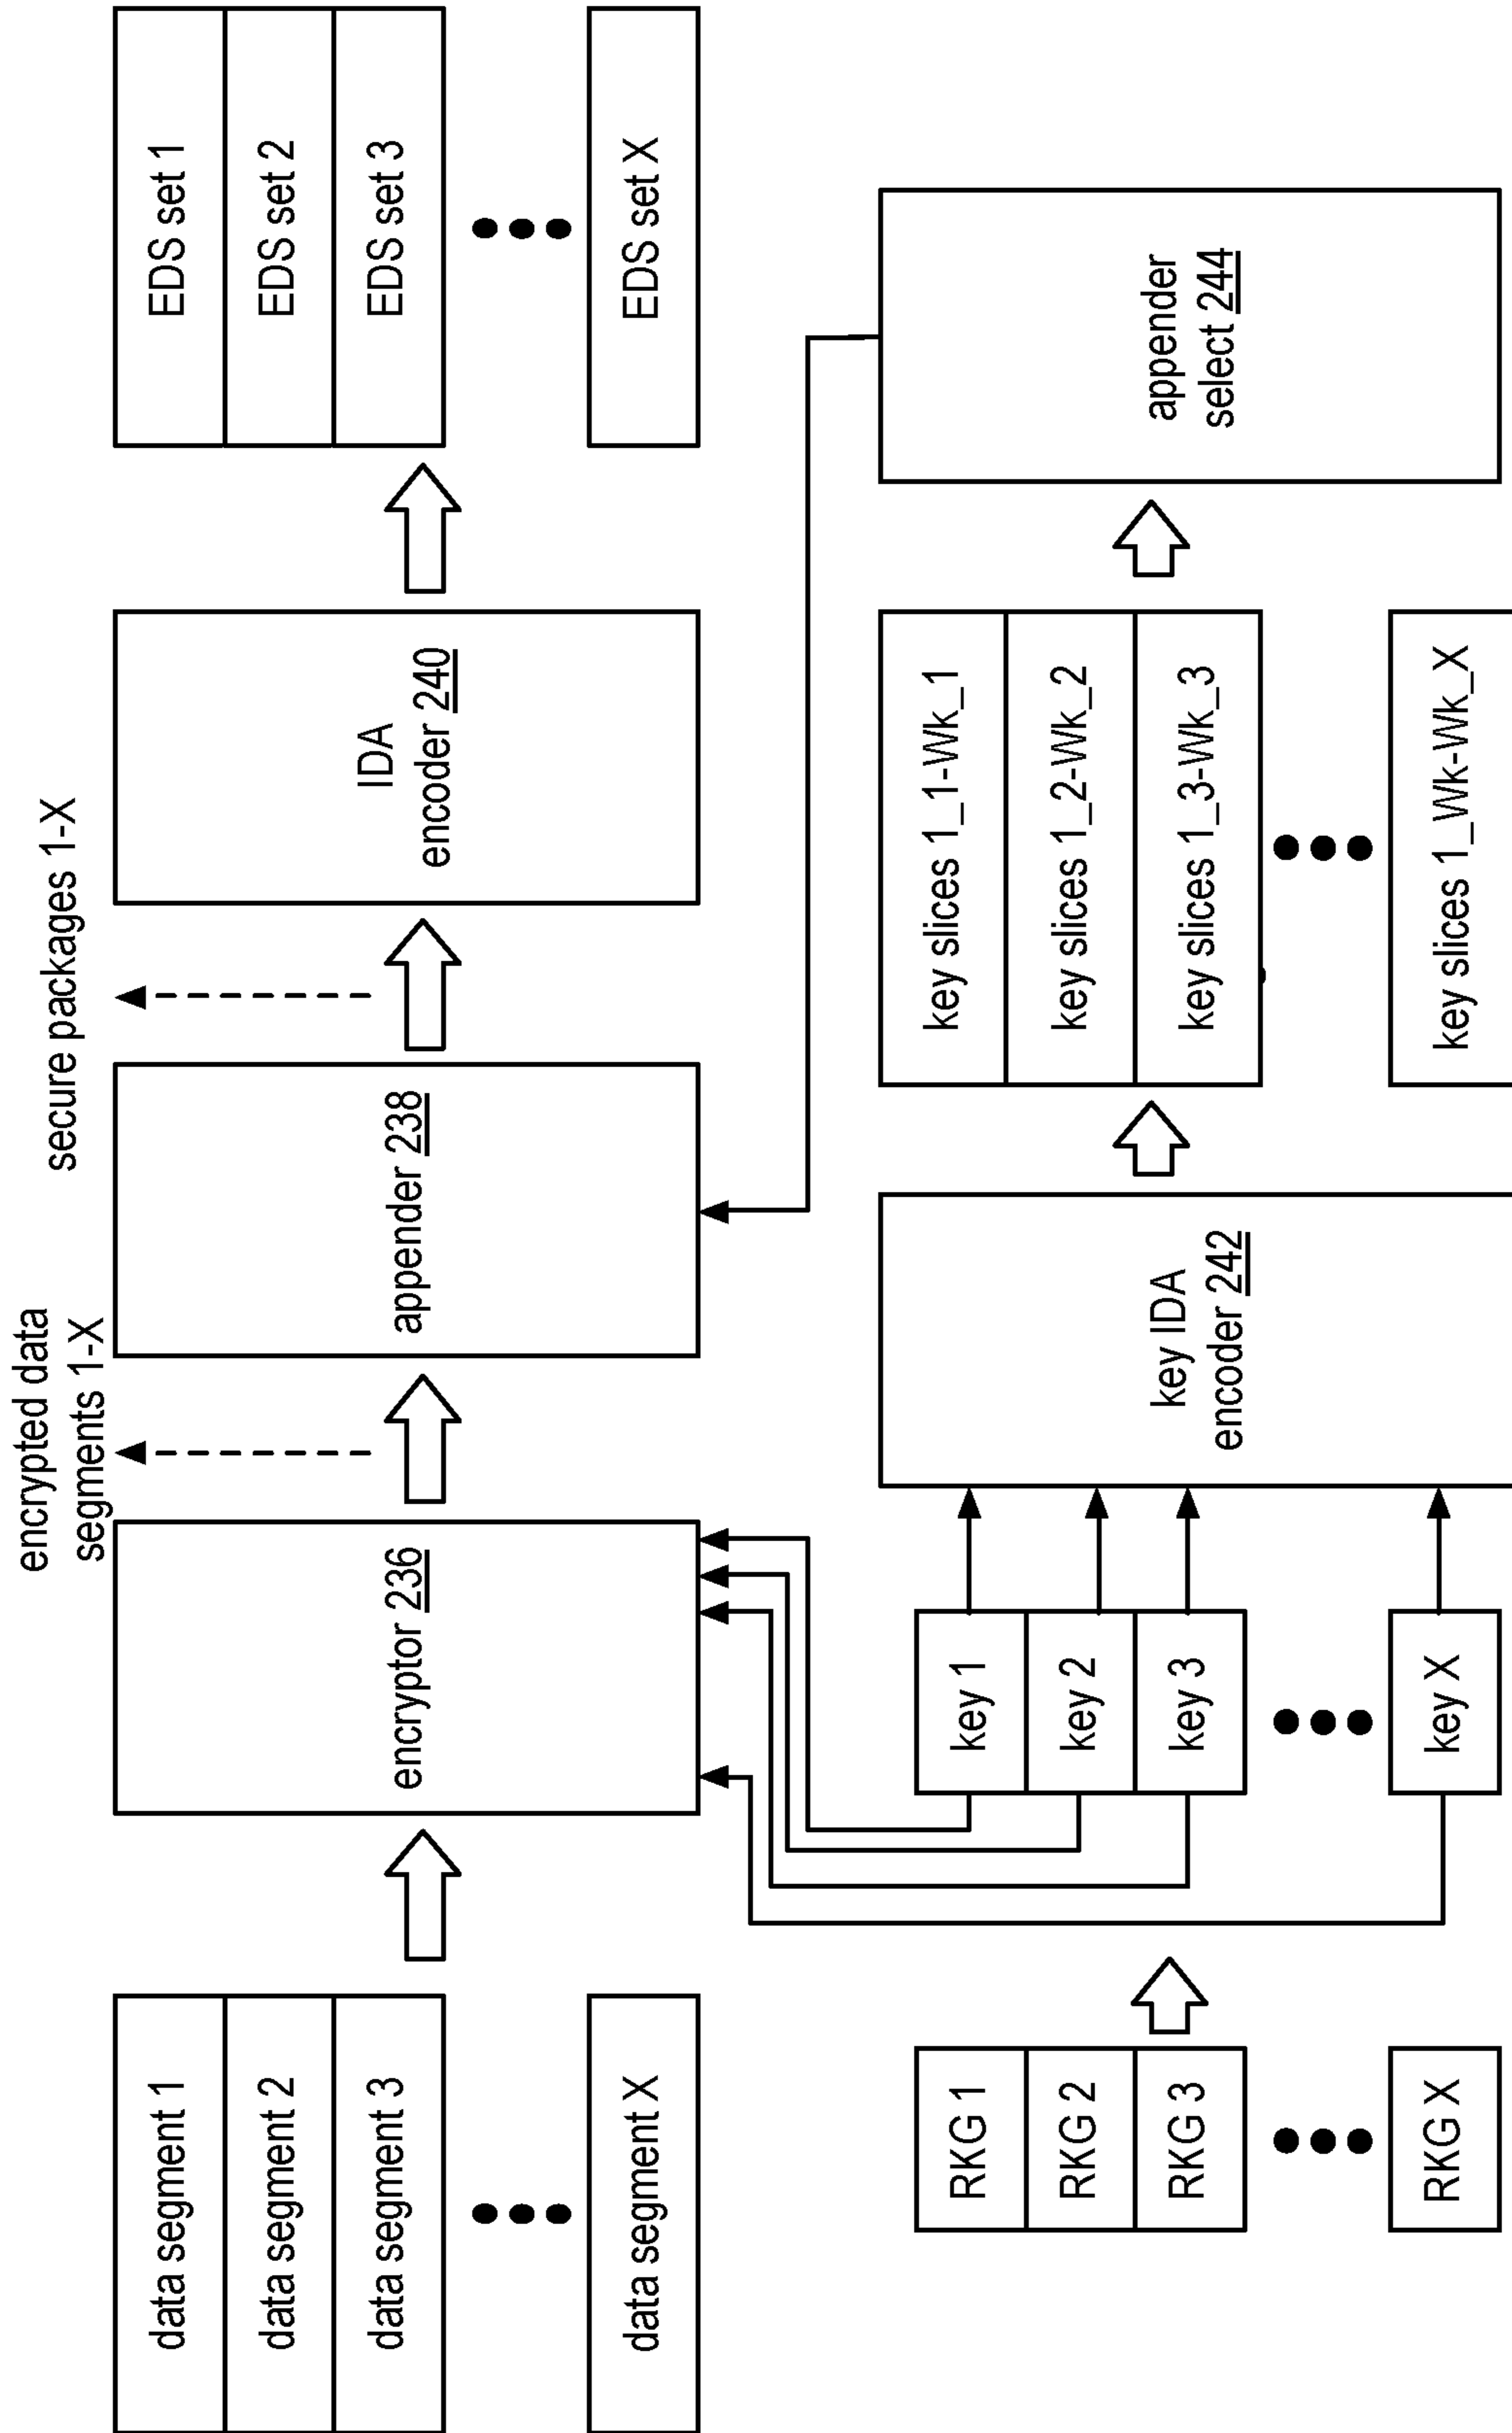 data segment 1
data segment 2
data segment 3
data segment X
encryptor 236
encrypted data
segments 1-X
appender 238
secure packages 1-X
IDA
encoder 240
EDS set 1
EDS set 2
EDS set 3
EDS set X
RKG 1
RKG 2
RKG 3
RKG X
key 1
key 2
key 3
key X
key IDA
encoder 242
key slices 1_1-Wk_1
key slices 1_2-Wk_2
key slices 1_3-Wk_3
key slices 1_Wk-Wk_X
appender
select 244